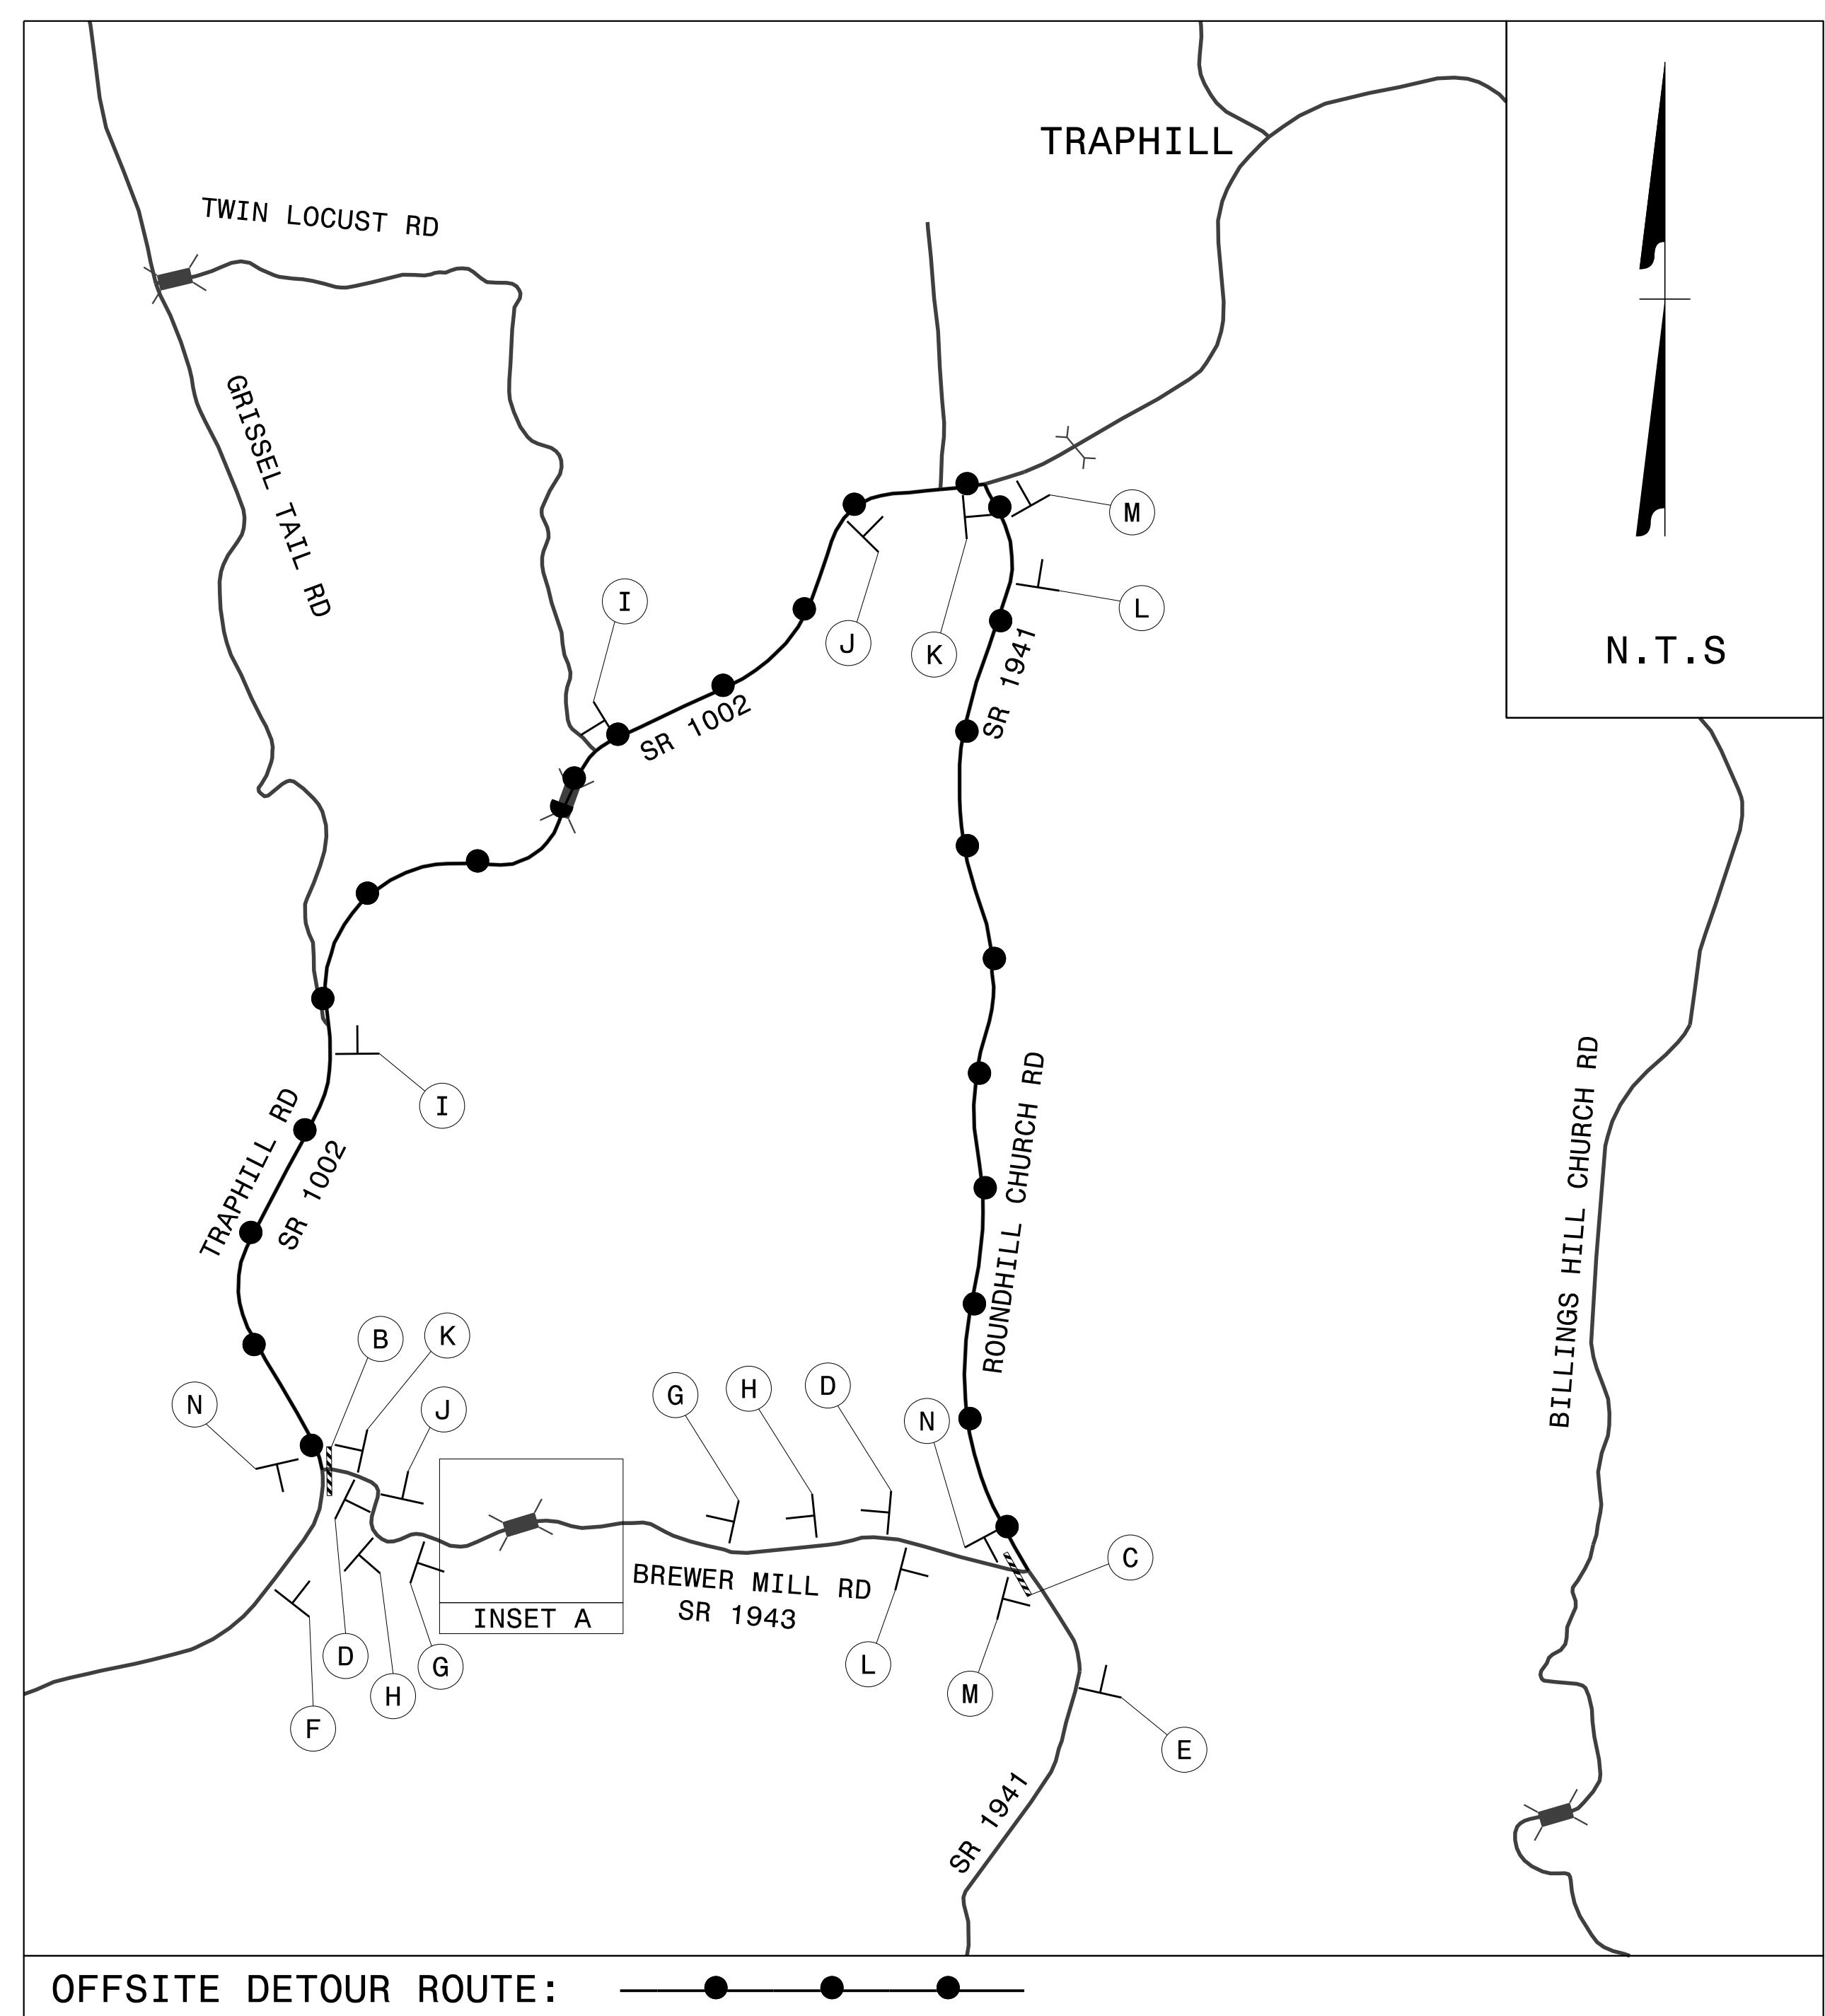 TRAPHILL
TWIN LOCUST RD
GRISSEL TAIL RD
M
I
L
J
K
N.T.S
SR 1941
SR 1002
I
TRAPHILL RD
SR 1002
ROUNDHILL CHURCH RD
BILLINGS HILL CHURCH RD
B
K
N
J
G
H
D
N
C
BREWER MILL RD
SR 1943
INSET A
D
H
G
F
L
M
E
SR 1941
OFFSITE DETOUR ROUTE: